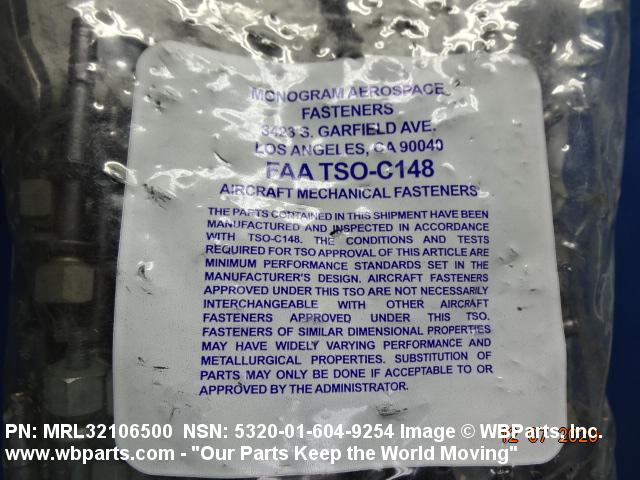 MONOGRAM AEROSPACE
FASTENERS
3423 S. GARFIELD AVE.
LOS ANGELES, CA 90040
FAA TSO-C148
AIRCRAFT MECHANICAL FASTENERS
THE PARTS CONTAINED IN THIS SHIPMENT HAVE BEEN
MANUFACTURED AND INSPECTED IN ACCORDANCE
WITH TSO-C148. THE CONDITIONS AND TESTS
REQUIRED FOR TSO APPROVAL OF THIS ARTICLE ARE
MINIMUM PERFORMANCE STANDARDS SET IN THE
MANUFACTURER'S DESIGN. AIRCRAFT FASTENERS
APPROVED UNDER THIS TSO ARE NOT NECESSARILY
INTERCHANGEABLE WITH OTHER AIRCRAFT
FASTENERS APPROVED UNDER THIS TSO.
FASTENERS OF SIMILAR DIMENSIONAL PROPERTIES
MAY HAVE WIDELY VARYING PERFORMANCE AND
METALLURGICAL PROPERTIES. SUBSTITUTION OF
PARTS MAY ONLY BE DONE IF ACCEPTABLE TO OR
APPROVED BY THE ADMINISTRATOR.
PN: MRL32106500 NSN: 5320-01-604-9254 Image © WBParts, Inc.
www.wbparts.com - "Our Parts Keep the World Moving"